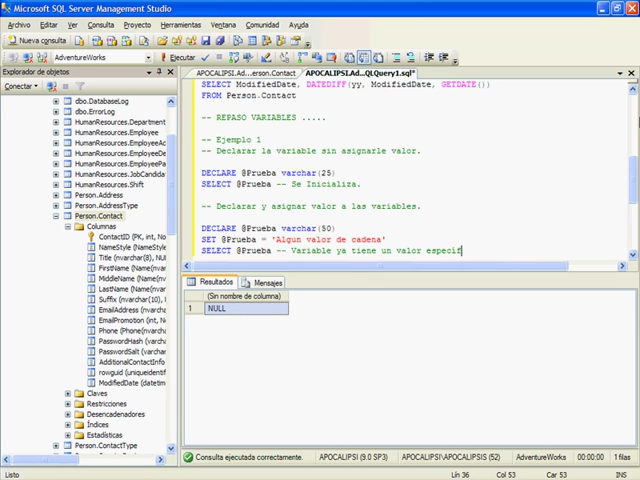 Microsoft SQL Server Management Studio
Archivo Editar Ver Consulta Proyecto Herramientas Ventana Comunidad Ayuda
Nueva consulta
AdventureWorks Ejecutar
Explorador de objetos
Conectar
dbo.DatabaseLog
dbo.ErrorLog
HumanResources.Department
HumanResources.Employee
HumanResources.EmployeeAd
HumanResources.EmployeeDe
HumanResources.EmployeePa
HumanResources.JobCandida
HumanResources.Shift
Person.Address
Person.AddressType
Person.Contact
Columnas
ContactID (PK, int, No
NameStyle (NameStyle
Title (nvarchar(8), NUL
FirstName (Name(nvar
MiddleName (Name(nv
LastName (Name(nvar
Suffix (nvarchar(10), N
EmailAddress (nvarcha
EmailPromotion (int, N
Phone (Phone(nvarcha
PasswordHash (varcha
PasswordSalt (varchar
AdditionalContactInfo
rowguid (uniqueidentif
ModifiedDate (datetim
Claves
Restricciones
Desencadenadores
Índices
Estadísticas
Person.ContactType
APOCALIPSI.Ad...erson.Contact APOCALIPSI.Ad...QLQuery1.sql*
SELECT ModifiedDate, DATEDIFF(yy, ModifiedDate, GETDATE())
FROM Person.Contact
-- REPASO VARIABLES .....
-- Ejemplo 1
-- Declarar la variable sin asignarle valor.
DECLARE @Prueba varchar(25)
SELECT @Prueba -- Se Inicializa.
-- Declarar y asignar valor a las variables.
DECLARE @Prueba varchar(50)
SET @Prueba = 'Algun valor de cadena'
SELECT @Prueba -- Variable ya tiene un valor especif
Resultados Mensajes
(Sin nombre de columna)
1 NULL
Consulta ejecutada correctamente. APOCALIPSI (9.0 SP3) APOCALIPSI\APOCALIPSIS (52) AdventureWorks 00:00:00 1 filas
Listo Lín 36 Col 53 Car 53 INS